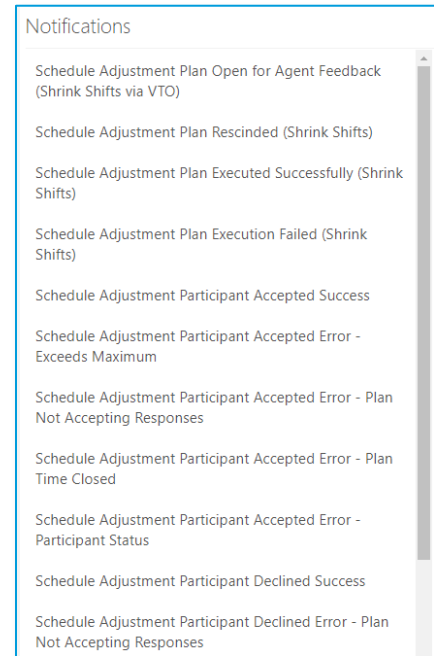 Notifications
Schedule Adjustment Plan Open for Agent Feedback
(Shrink Shifts via VTO)
Schedule Adjustment Plan Rescinded (Shrink Shifts)
Schedule Adjustment Plan Executed Successfully (Shrink
Shifts)
Schedule Adjustment Plan Execution Failed (Shrink
Shifts)
Schedule Adjustment Participant Accepted Success
Schedule Adjustment Participant Accepted Error -
Exceeds Maximum
Schedule Adjustment Participant Accepted Error - Plan
Not Accepting Responses
Schedule Adjustment Participant Accepted Error - Plan
Time Closed
Schedule Adjustment Participant Accepted Error -
Participant Status
Schedule Adjustment Participant Declined Success
Schedule Adjustment Participant Declined Error - Plan
Not Accepting Responses